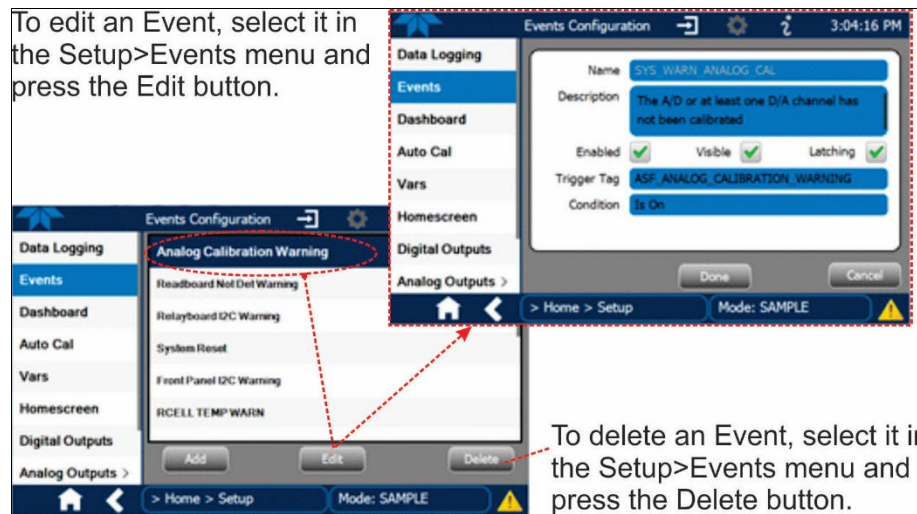 To edit an Event, select it in
the Setup>Events menu and
press the Edit button.
Events Configuration
3:04:16 PM
Data Logging
Events
Dashboard
Auto Cal
Vars
Homescreen
Digital Outputs
Analog Outputs >
Name SYS_WARN_ANALOG_CAL
Description The A/D or at least one D/A channel has
not been calibrated
Enabled Visible Latching
Trigger Tag ASF_ANALOG_CALIBRATION_WARNING
Condition Is On
Done Cancel
> Home > Setup Mode: SAMPLE
Events Configuration
Data Logging
Events
Dashboard
Auto Cal
Vars
Homescreen
Digital Outputs
Analog Outputs >
Analog Calibration Warning
Readboard Not Det Warning
Relayboard I2C Warning
System Reset
Front Panel I2C Warning
RCELL TEMP WARN
Add Edit Delete
> Home > Setup Mode: SAMPLE
To delete an Event, select it in
the Setup>Events menu and
press the Delete button.